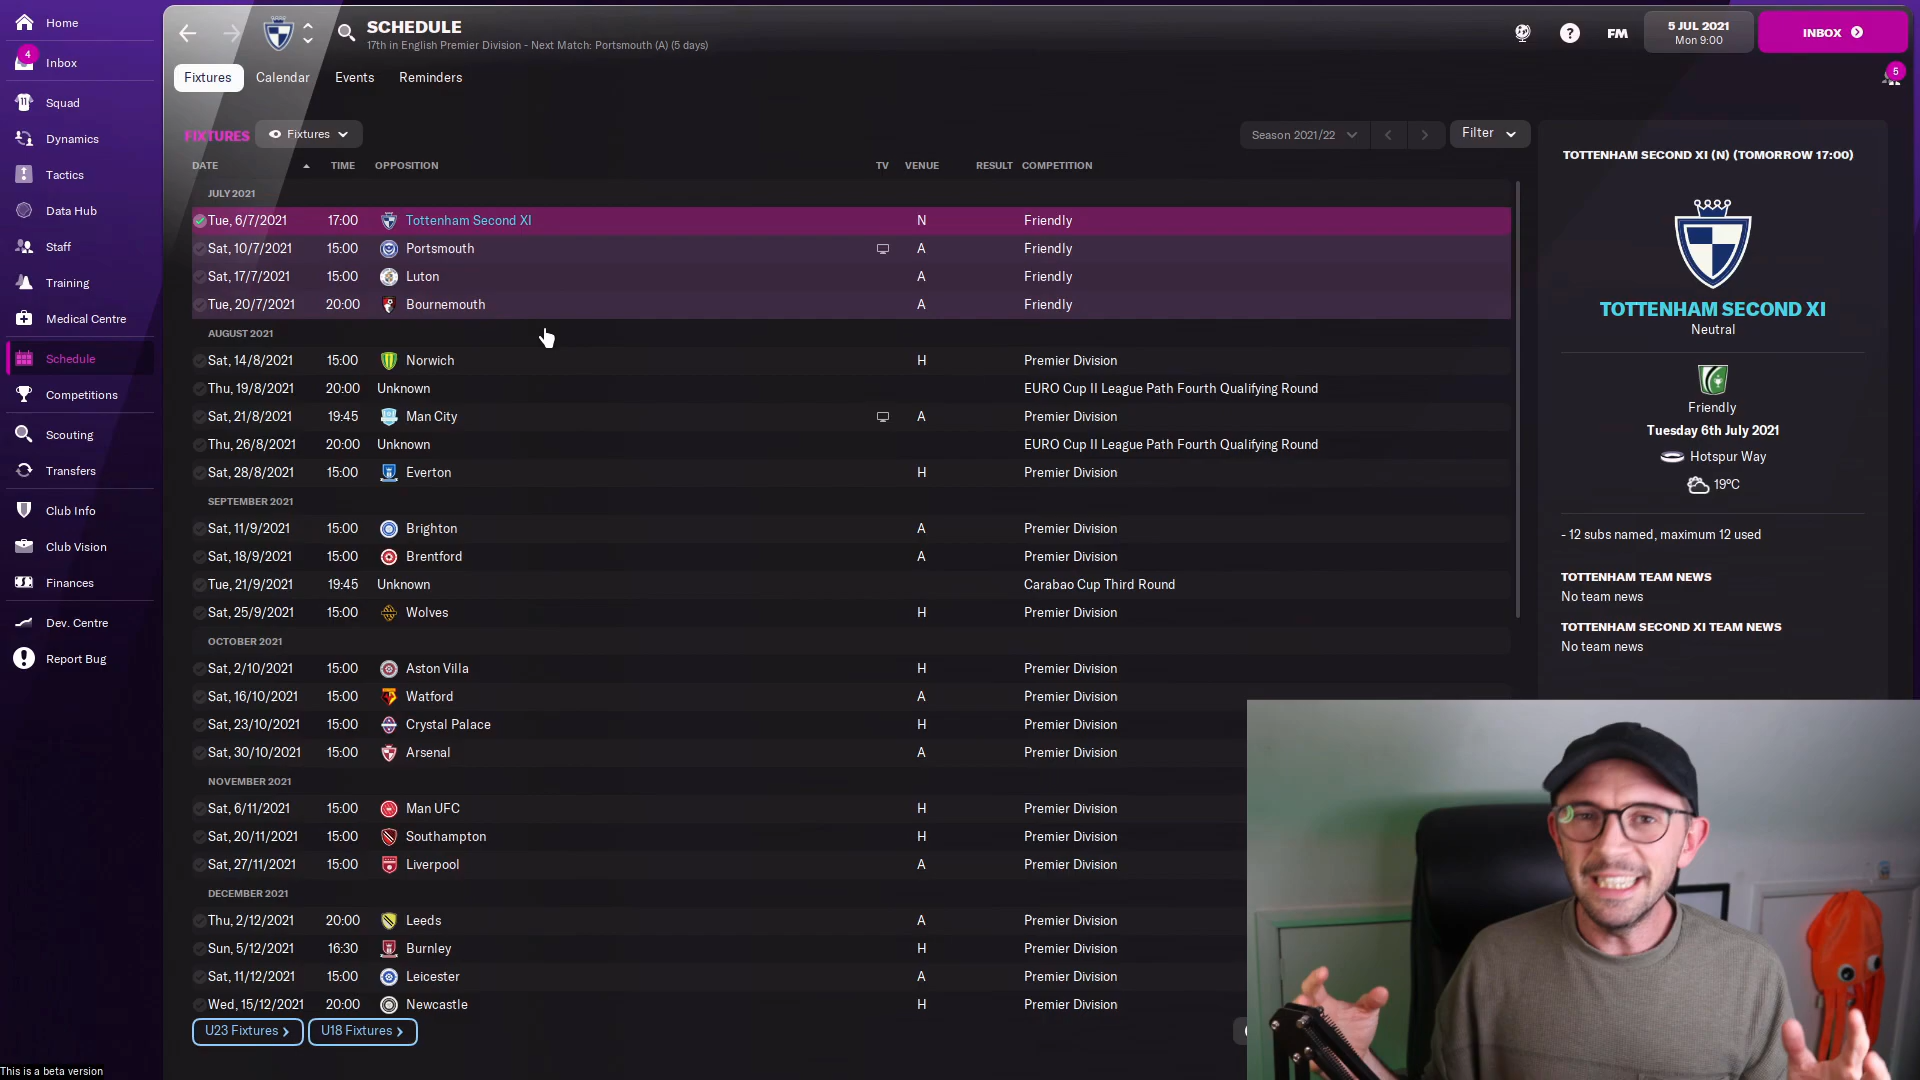 Home
4
Inbox
Squad
Dynamics
Tactics
Data Hub
Staff
Training
Medical Centre
Schedule
Competitions
Scouting
Transfers
Club Info
Club Vision
Finances
Dev. Centre
Report Bug
This is a beta version
SCHEDULE
17th in English Premier Division - Next Match: Portsmouth (A) (5 days)
FM
5 JUL 2021
Mon 9:00
INBOX
Fixtures Calendar Events Reminders
5
FIXTURES Fixtures Season 2021/22 Filter
DATE TIME OPPOSITION TV VENUE RESULT COMPETITION
JULY 2021
Tue, 6/7/2021 17:00 Tottenham Second XI N Friendly
Sat, 10/7/2021 15:00 Portsmouth A Friendly
Sat, 17/7/2021 15:00 Luton A Friendly
Tue, 20/7/2021 20:00 Bournemouth A Friendly
AUGUST 2021
Sat, 14/8/2021 15:00 Norwich H Premier Division
Thu, 19/8/2021 20:00 Unknown EURO Cup II League Path Fourth Qualifying Round
Sat, 21/8/2021 19:45 Man City A Premier Division
Thu, 26/8/2021 20:00 Unknown EURO Cup II League Path Fourth Qualifying Round
Sat, 28/8/2021 15:00 Everton H Premier Division
SEPTEMBER 2021
Sat, 11/9/2021 15:00 Brighton A Premier Division
Sat, 18/9/2021 15:00 Brentford A Premier Division
Tue, 21/9/2021 19:45 Unknown Carabao Cup Third Round
Sat, 25/9/2021 15:00 Wolves H Premier Division
OCTOBER 2021
Sat, 2/10/2021 15:00 Aston Villa H Premier Division
Sat, 16/10/2021 15:00 Watford A Premier Division
Sat, 23/10/2021 15:00 Crystal Palace H Premier Division
Sat, 30/10/2021 15:00 Arsenal A Premier Division
NOVEMBER 2021
Sat, 6/11/2021 15:00 Man UFC H Premier Division
Sat, 20/11/2021 15:00 Southampton H Premier Division
Sat, 27/11/2021 15:00 Liverpool A Premier Division
DECEMBER 2021
Thu, 2/12/2021 20:00 Leeds A Premier Division
Sun, 5/12/2021 16:30 Burnley H Premier Division
Sat, 11/12/2021 15:00 Leicester A Premier Division
Wed, 15/12/2021 20:00 Newcastle H Premier Division
U23 Fixtures U18 Fixtures
TOTTENHAM SECOND XI (N) (TOMORROW 17:00)
TOTTENHAM SECOND XI
Neutral
Friendly
Tuesday 6th July 2021
Hotspur Way
19ºC
- 12 subs named, maximum 12 used
TOTTENHAM TEAM NEWS
No team news
TOTTENHAM SECOND XI TEAM NEWS
No team news